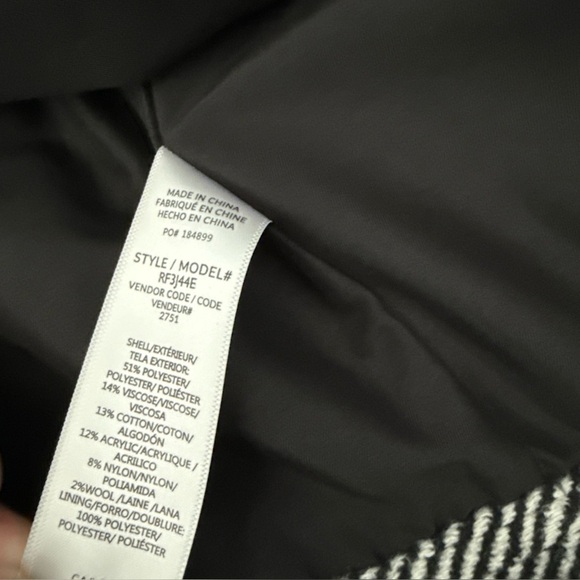 MADE IN CHINA
FABRIQUÉ EN CHINE
HECHO EN CHINA
PO# 184899
STYLE / MODEL#
RF3J44E
VENDOR CODE / CODE
VENDEUR#
2751
SHELL/EXTÉRIEUR/
TELA EXTERIOR:
51% POLYESTER/
POLYESTER/ POLIÉSTER
14% VISCOSE/VISCOSE/
VISCOSA
13% COTTON/COTON/
ALGODÓN
12% ACRYLIC/ACRYLIQUE /
ACRILICO
8% NYLON/NYLON/
POLIAMIDA
2%WOOL /LAINE /LANA
LINING/FORRO/DOUBLURE:
100% POLYESTER/
POLYESTER/ POLIÉSTER